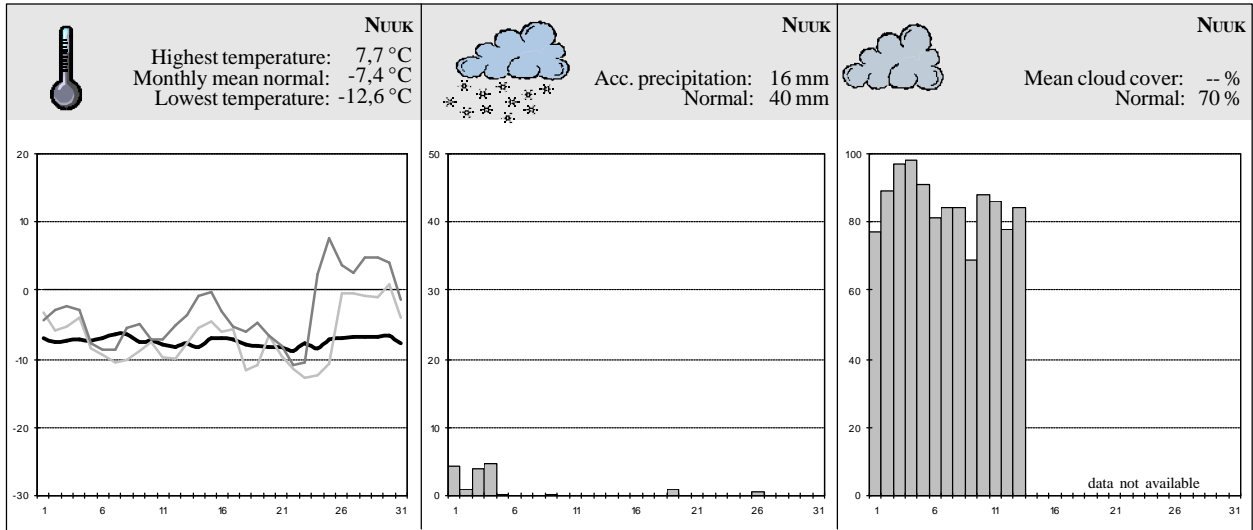 NUUK
Highest temperature: 7,7 °C
Monthly mean normal: -7,4 °C
Lowest temperature: -12,6 °C
20
10
0
-10
-20
-30
1 6 11 16 21 26 31
NUUK
Acc. precipitation: 16 mm
Normal: 40 mm
50
40
30
20
10
0
1 6 11 16 21 26 31
NUUK
Mean cloud cover: -- %
Normal: 70 %
100
80
60
40
20
0
data not available
1 6 11 16 21 26 31